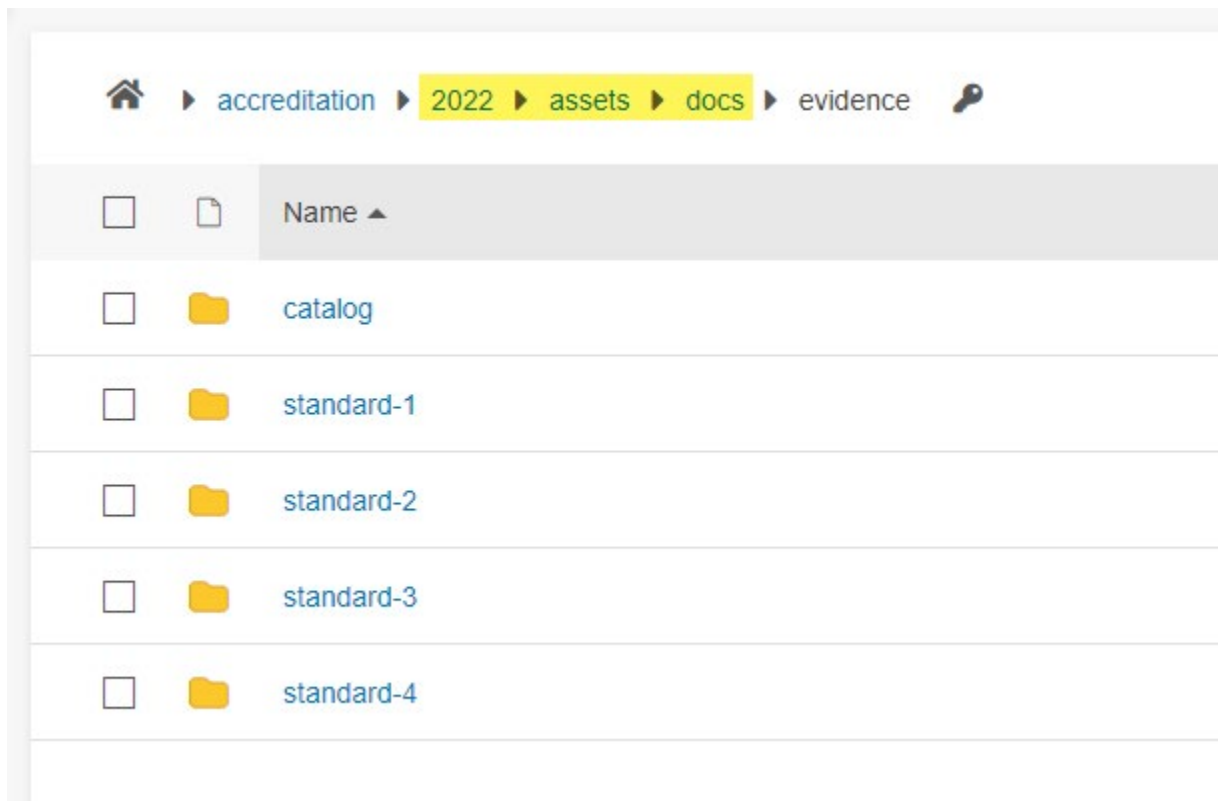 accreditation 2022 assets docs evidence
Name
catalog
standard-1
standard-2
standard-3
standard-4